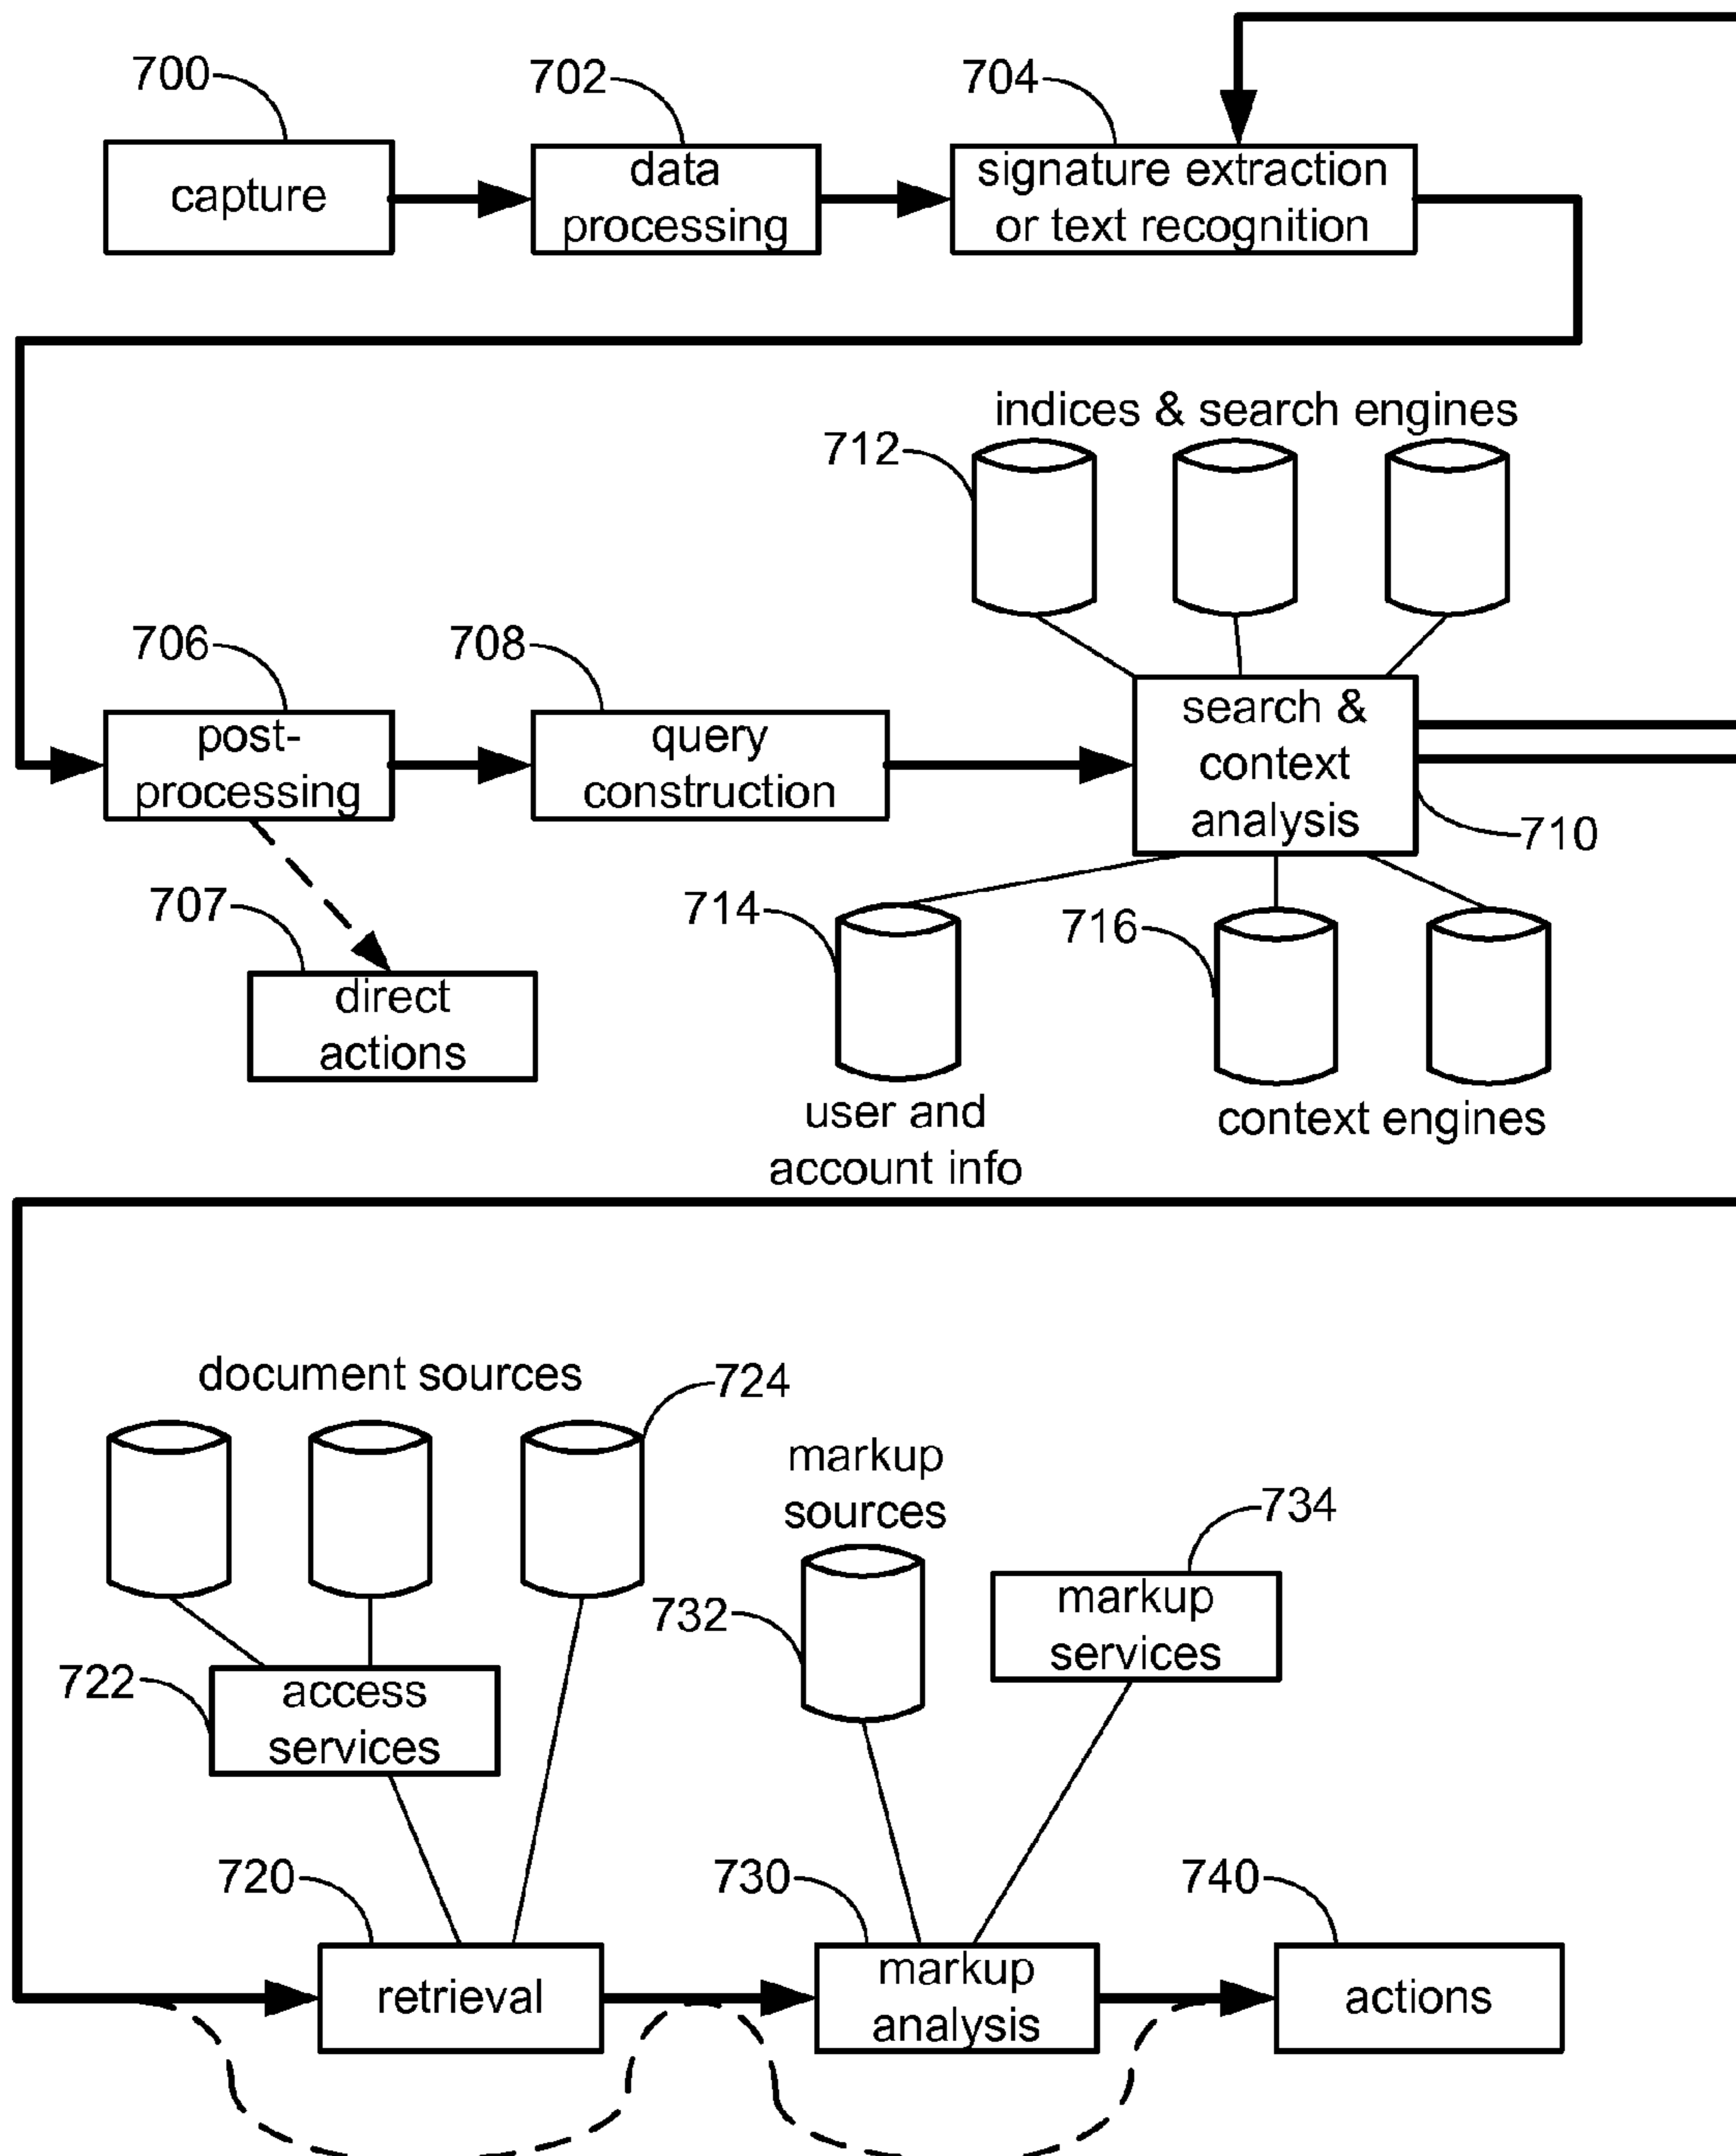 700
702
704
capture
data
processing
signature extraction
or text recognition
indices & search engines
712
706
708
post-
processing
query
construction
search &
context
analysis
710
707
direct
actions
714
716
user and
account info
context engines
document sources
724
markup
sources
734
732
markup
services
722
access
services
720
730
740
retrieval
markup
analysis
actions